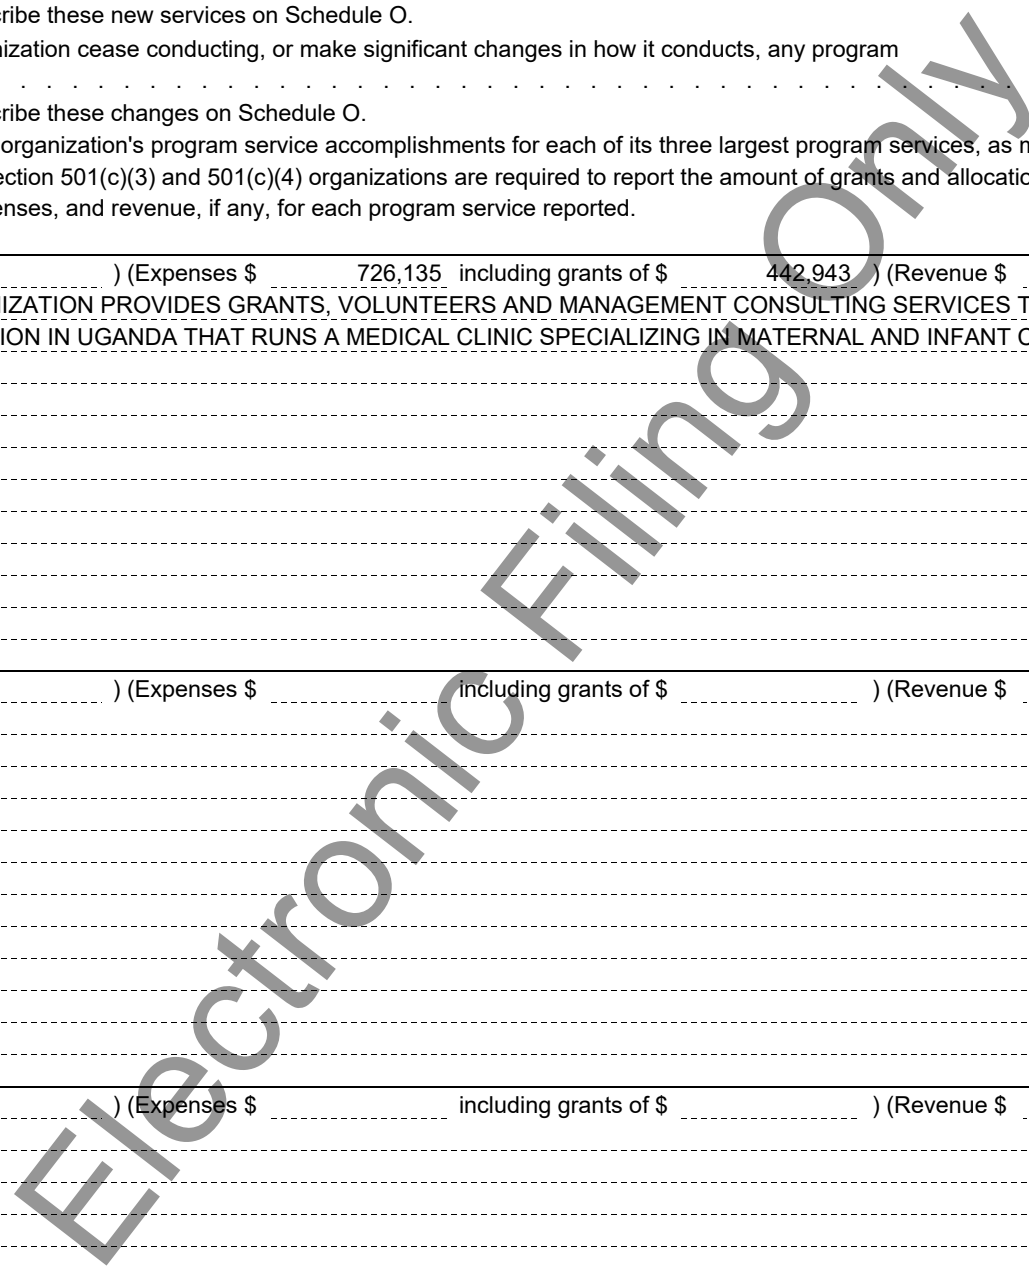 cribe these new services on Schedule O.
nization cease conducting, or make significant changes in how it conducts, any program
. . . . . . . . . . . . . . . . . . . . . . . . . . . . . . . . . . . . . . .
cribe these changes on Schedule O.
organization's program service accomplishments for each of its three largest program services, as m
ection 501(c)(3) and 501(c)(4) organizations are required to report the amount of grants and allocatio
enses, and revenue, if any, for each program service reported.
) (Expenses $ 726,135 including grants of $ 442,943 ) (Revenue $
NIZATION PROVIDES GRANTS, VOLUNTEERS AND MANAGEMENT CONSULTING SERVICES T
ION IN UGANDA THAT RUNS A MEDICAL CLINIC SPECIALIZING IN MATERNAL AND INFANT C
) (Expenses $ including grants of $ ) (Revenue $
) (Expenses $ including grants of $ ) (Revenue $
Electronic Filing Only